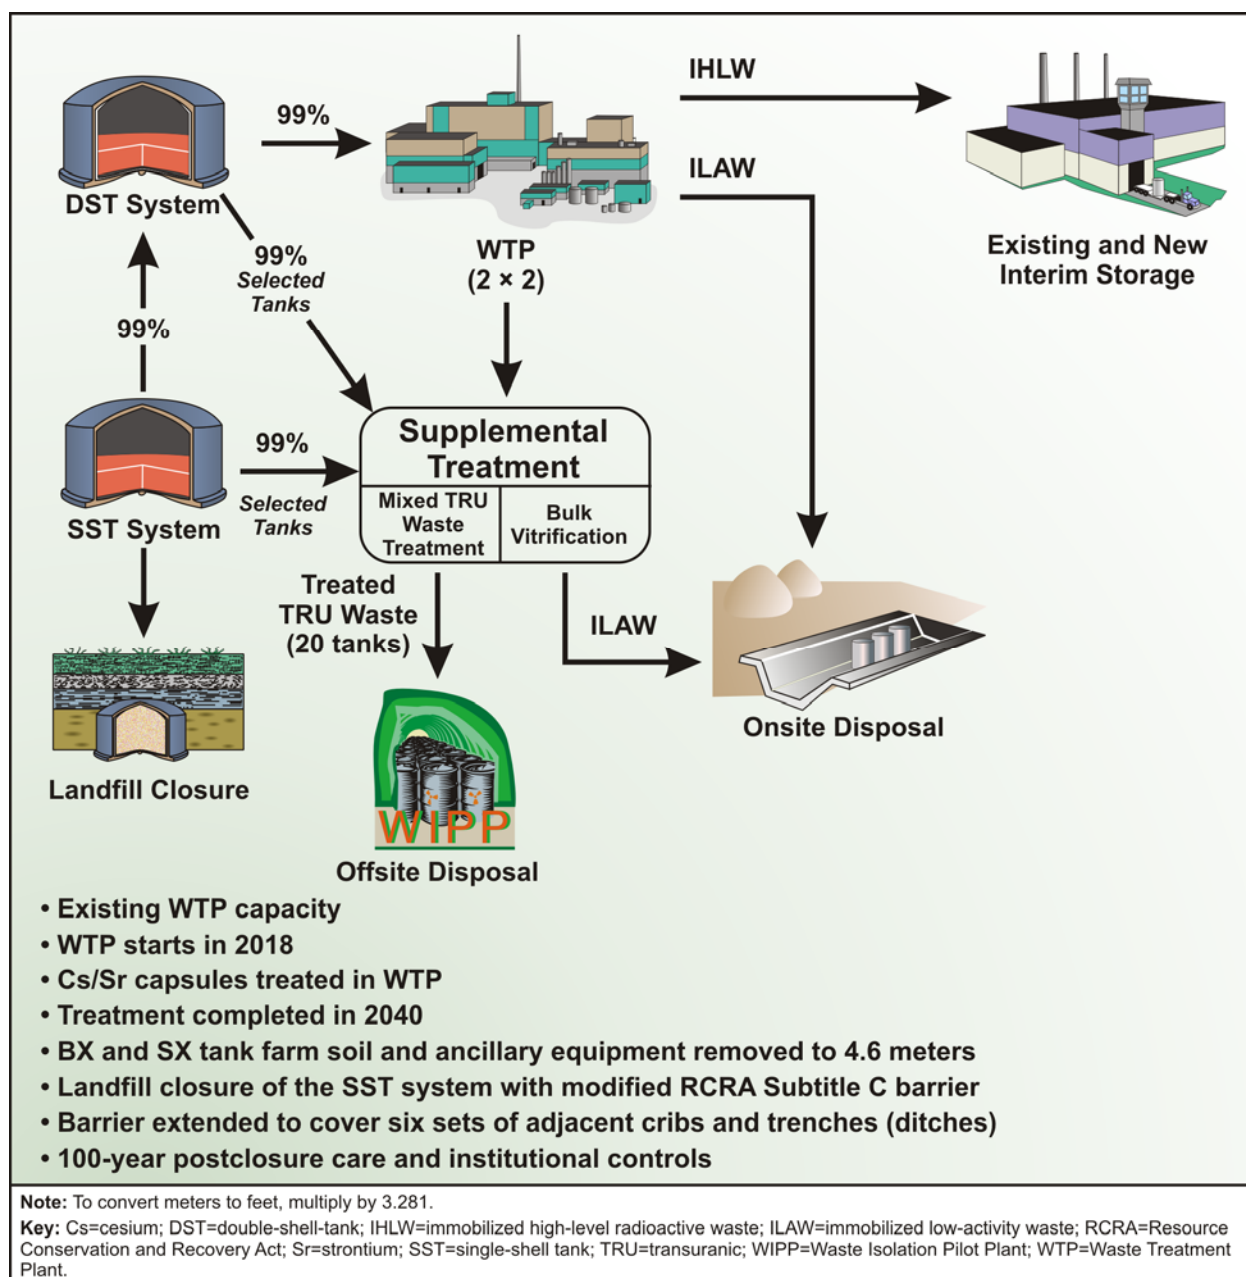 IHLW
99%
ILAW
DST System
WTP
(2 × 2)
Existing and New
Interim Storage
99%
Selected
Tanks
99%
Supplemental
Treatment
99%
Selected
Tanks
Mixed TRU
Waste
Treatment
Bulk
Vitrification
SST System
Treated
TRU Waste
(20 tanks)
ILAW
Onsite Disposal
Landfill Closure
WIPP
Offsite Disposal
• Existing WTP capacity
• WTP starts in 2018
• Cs/Sr capsules treated in WTP
• Treatment completed in 2040
• BX and SX tank farm soil and ancillary equipment removed to 4.6 meters
• Landfill closure of the SST system with modified RCRA Subtitle C barrier
• Barrier extended to cover six sets of adjacent cribs and trenches (ditches)
• 100-year postclosure care and institutional controls
Note: To convert meters to feet, multiply by 3.281.
Key: Cs=cesium; DST=double-shell-tank; IHLW=immobilized high-level radioactive waste; ILAW=immobilized low-activity waste; RCRA=Resource
Conservation and Recovery Act; Sr=strontium; SST=single-shell tank; TRU=transuranic; WIPP=Waste Isolation Pilot Plant; WTP=Waste Treatment
Plant.